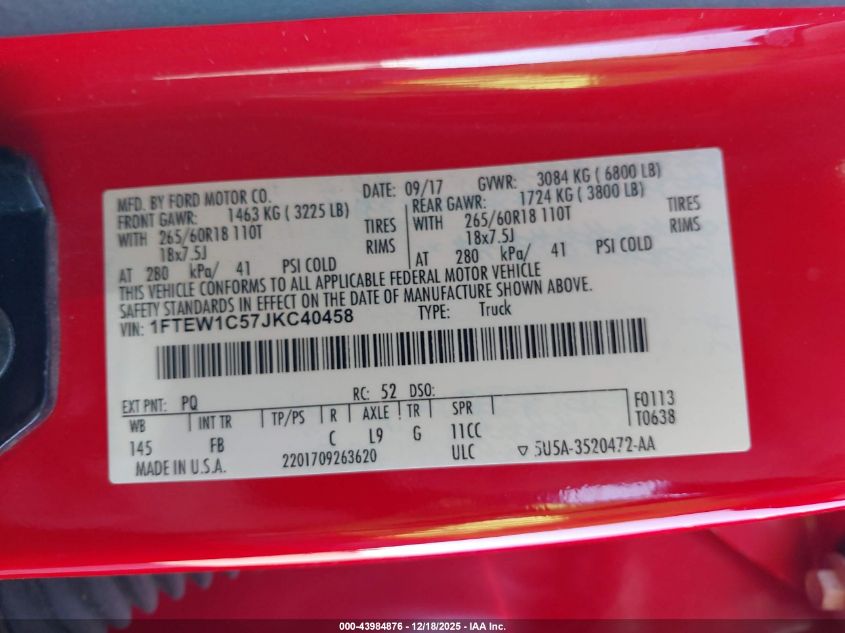 MFD. BY FORD MOTOR CO. DATE: 09/17 GVWR: 3084 KG ( 6800 LB)
FRONT GAWR: 1463 KG ( 3225 LB) REAR GAWR: 1724 KG ( 3800 LB)
WITH 265/60R18 110T TIRES WITH 265/60R18 110T TIRES
18x7.5J RIMS 18x7.5J RIMS
AT 280 kPa/ 41 PSI COLD AT 280 kPa/ 41 PSI COLD
THIS VEHICLE CONFORMS TO ALL APPLICABLE FEDERAL MOTOR VEHICLE
SAFETY STANDARDS IN EFFECT ON THE DATE OF MANUFACTURE SHOWN ABOVE.
VIN: 1FTEW1C57JKC40458 TYPE: Truck
EXT PNT: PQ RC: 52 DSO: F0113
WB INT TR TP/PS R AXLE TR SPR T0638
145 FB C L9 G 11CC
MADE IN U.S.A. 2201709263620 ULC ▽ 5U5A-3520472-AA
000-43984876 | 12/18/2025 | IAA Inc.